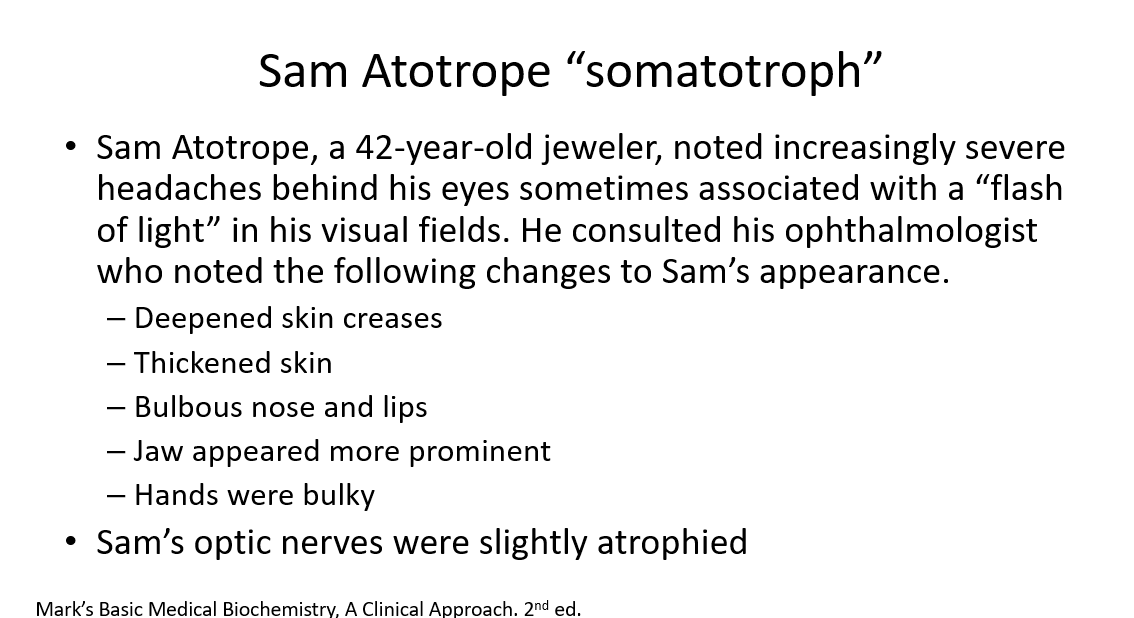 Sam Atotrope “somatotroph”
• Sam Atotrope, a 42-year-old jeweler, noted increasingly severe
headaches behind his eyes sometimes associated with a “flash
of light” in his visual fields. He consulted his ophthalmologist
who noted the following changes to Sam’s appearance.
– Deepened skin creases
– Thickened skin
– Bulbous nose and lips
– Jaw appeared more prominent
– Hands were bulky
• Sam’s optic nerves were slightly atrophied
Mark’s Basic Medical Biochemistry, A Clinical Approach. 2nd ed.